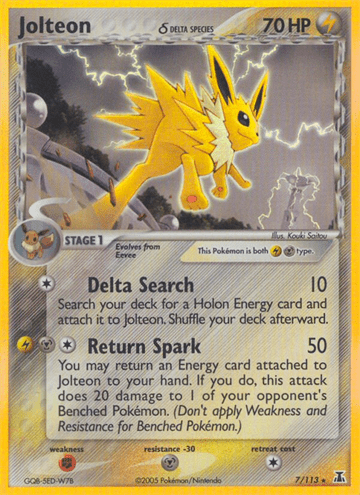 Jolteon δ DELTA SPECIES 70 HP
Illus. Kouki Saitou
STAGE 1
Evolves from
Eevee
This Pokémon is both type.
Delta Search 10
Search your deck for a Holon Energy card and
attach it to Jolteon. Shuffle your deck afterward.
Return Spark 50
You may return an Energy card attached to
Jolteon to your hand. If you do, this attack
does 20 damage to 1 of your opponent's
Benched Pokémon. (Don't apply Weakness and
Resistance for Benched Pokémon.)
weakness resistance -30 retreat cost
GQB-5ED-W7B ©2005 Pokémon/Nintendo 7/113 ★